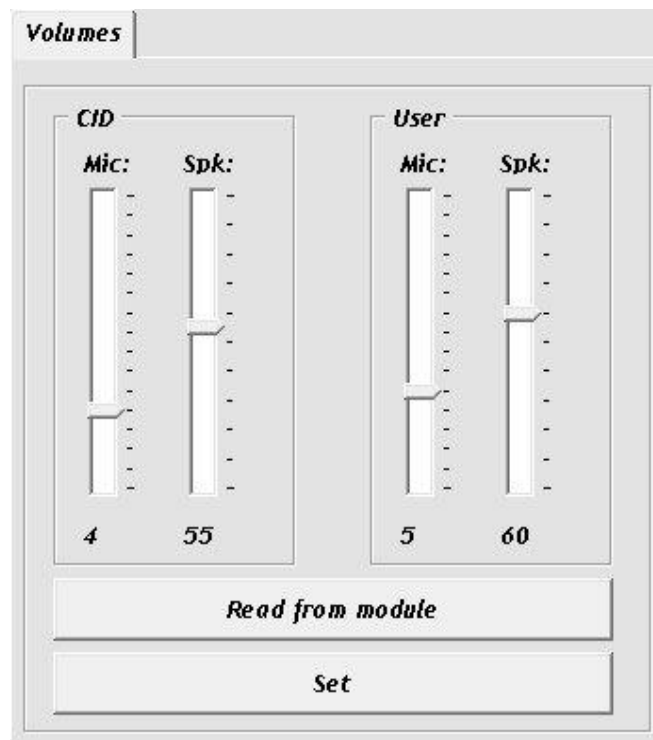 Volumes
CID
User
Mic: Spk:
Mic: Spk:
4 55
5 60
Read from module
Set